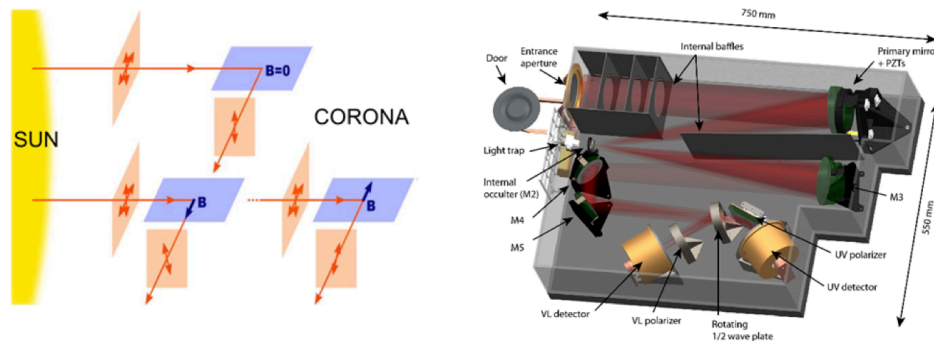 SUN
B=0
CORONA
B
B
750 mm
Internal baffles
Entrance
aperture
Primary mirror
+ PZTs
Door
Light trap
Internal
occulter (M2)
M4
M5
M3
550 mm
UV polarizer
UV detector
VL detector
VL polarizer
Rotating
1/2 wave plate